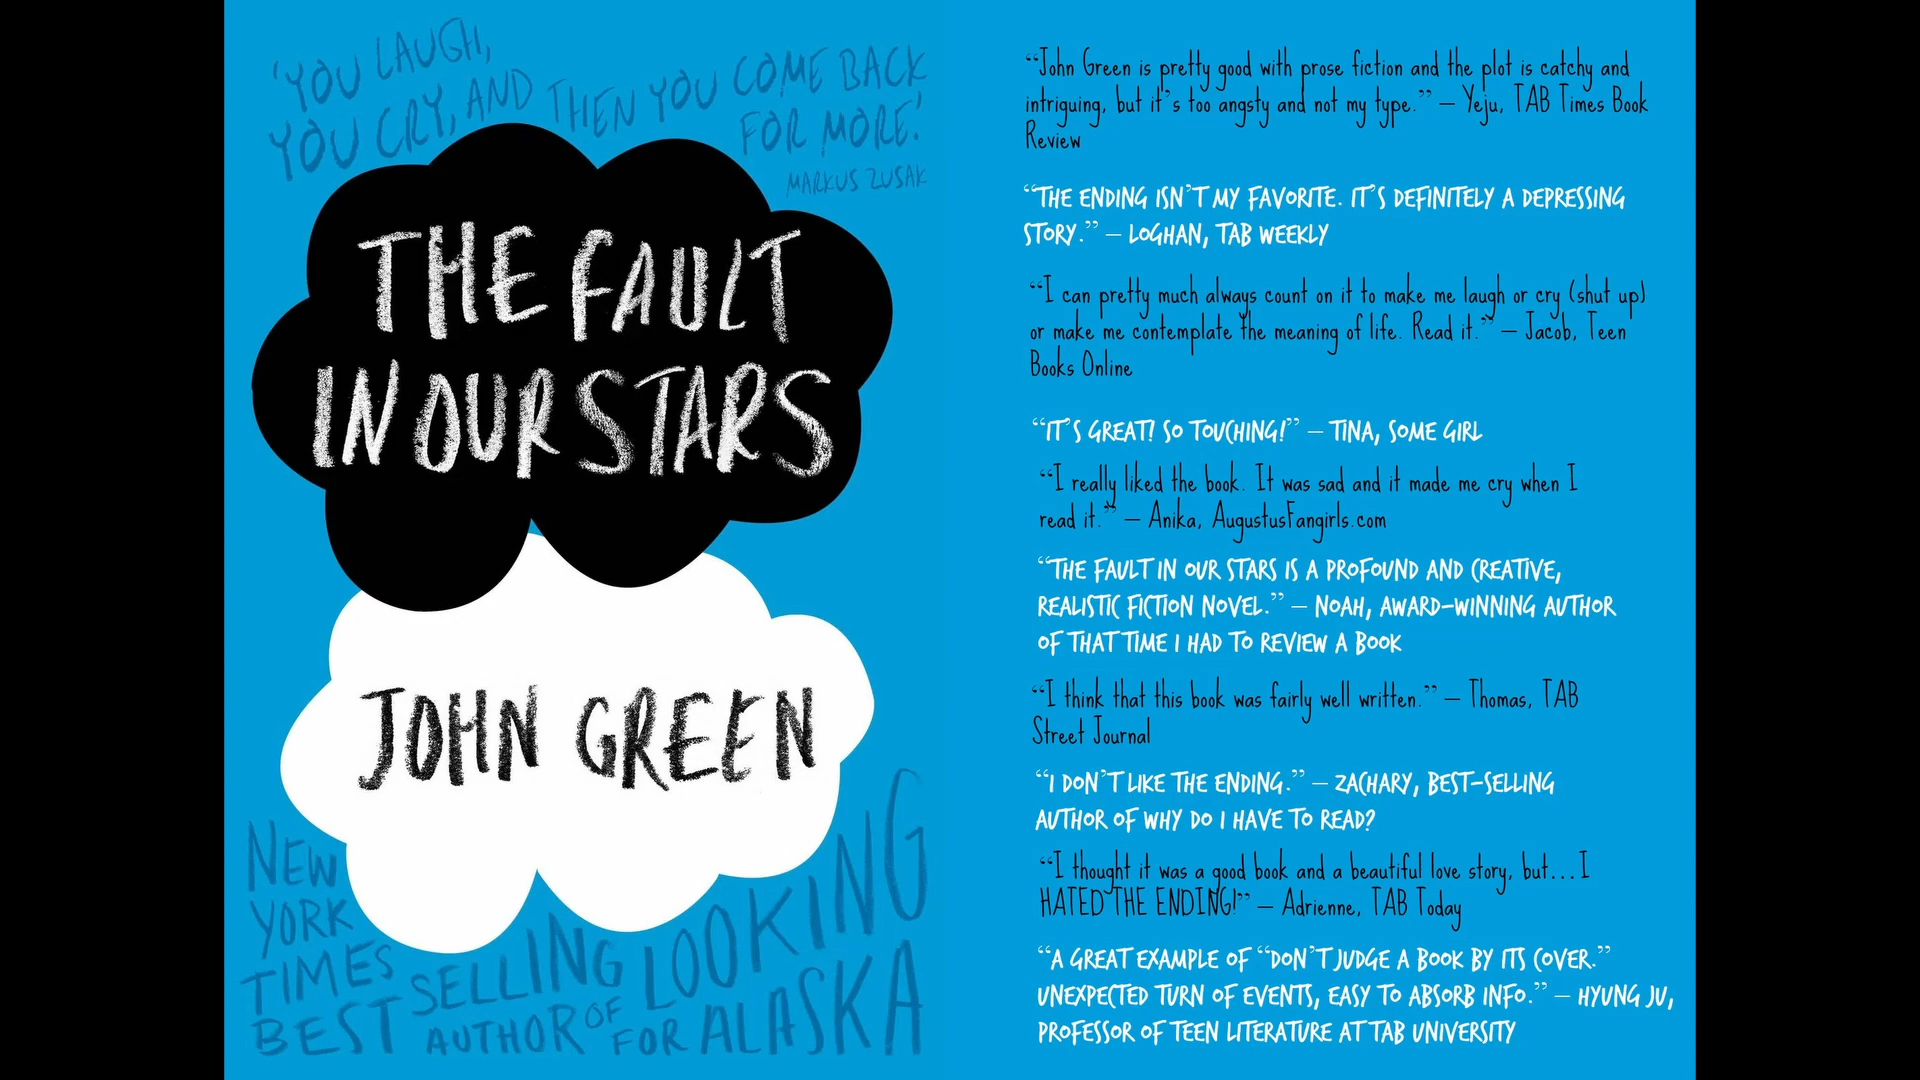 'YOU LAUGH,
YOU CRY, AND THEN YOU COME BACK
FOR MORE.'
MARKUS ZUSAK
THE FAULT
IN OUR STARS
JOHN GREEN
NEW
YORK
TIMES
BEST SELLING
AUTHOR OF
LOOKING
FOR ALASKA
“John Green is pretty good with prose fiction and the plot is catchy and
intriguing, but it's too angsty and not my type.” – Yeju, TAB Times Book
Review
“THE ENDING ISN'T MY FAVORITE. IT'S DEFINITELY A DEPRESSING
STORY.” – LOGHAN, TAB WEEKLY
“I can pretty much always count on it to make me laugh or cry (shut up)
or make me contemplate the meaning of life. Read it.” – Jacob, Teen
Books Online
“IT'S GREAT! SO TOUCHING!” – TINA, SOME GIRL
“I really liked the book. It was sad and it made me cry when I
read it.” – Anika, AugustusFangirls.com
“THE FAULT IN OUR STARS IS A PROFOUND AND CREATIVE,
REALISTIC FICTION NOVEL.” – NOAH, AWARD-WINNING AUTHOR
OF THAT TIME I HAD TO REVIEW A BOOK
“I think that this book was fairly well written.” – Thomas, TAB
Street Journal
“I DON'T LIKE THE ENDING.” – ZACHARY, BEST-SELLING
AUTHOR OF WHY DO I HAVE TO READ?
“I thought it was a good book and a beautiful love story, but...I
HATED THE ENDING!” – Adrienne, TAB Today
“A GREAT EXAMPLE OF “DON'T JUDGE A BOOK BY ITS COVER.”
UNEXPECTED TURN OF EVENTS, EASY TO ABSORB INFO.” – HYUNG JU,
PROFESSOR OF TEEN LITERATURE AT TAB UNIVERSITY